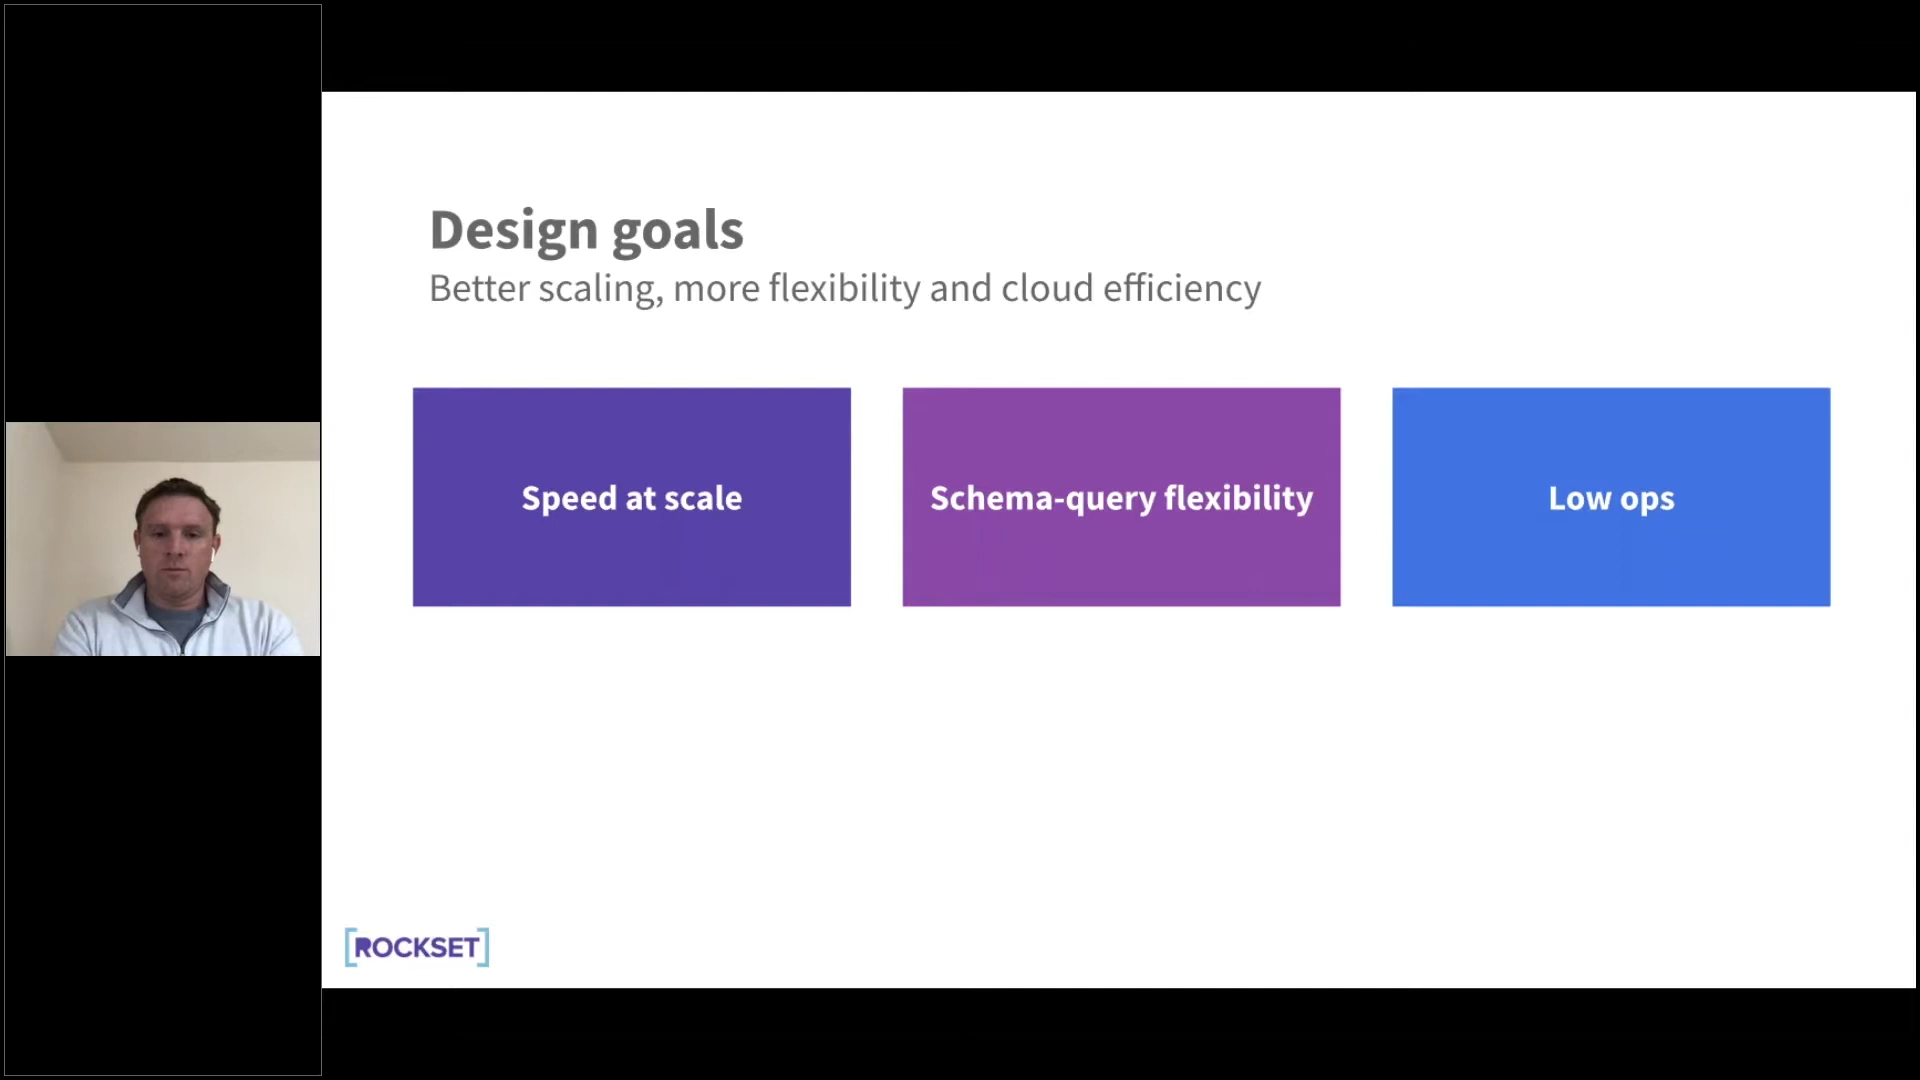 Design goals
Better scaling, more flexibility and cloud efficiency
Speed at scale
Schema-query flexibility
Low ops
[ROCKSET]